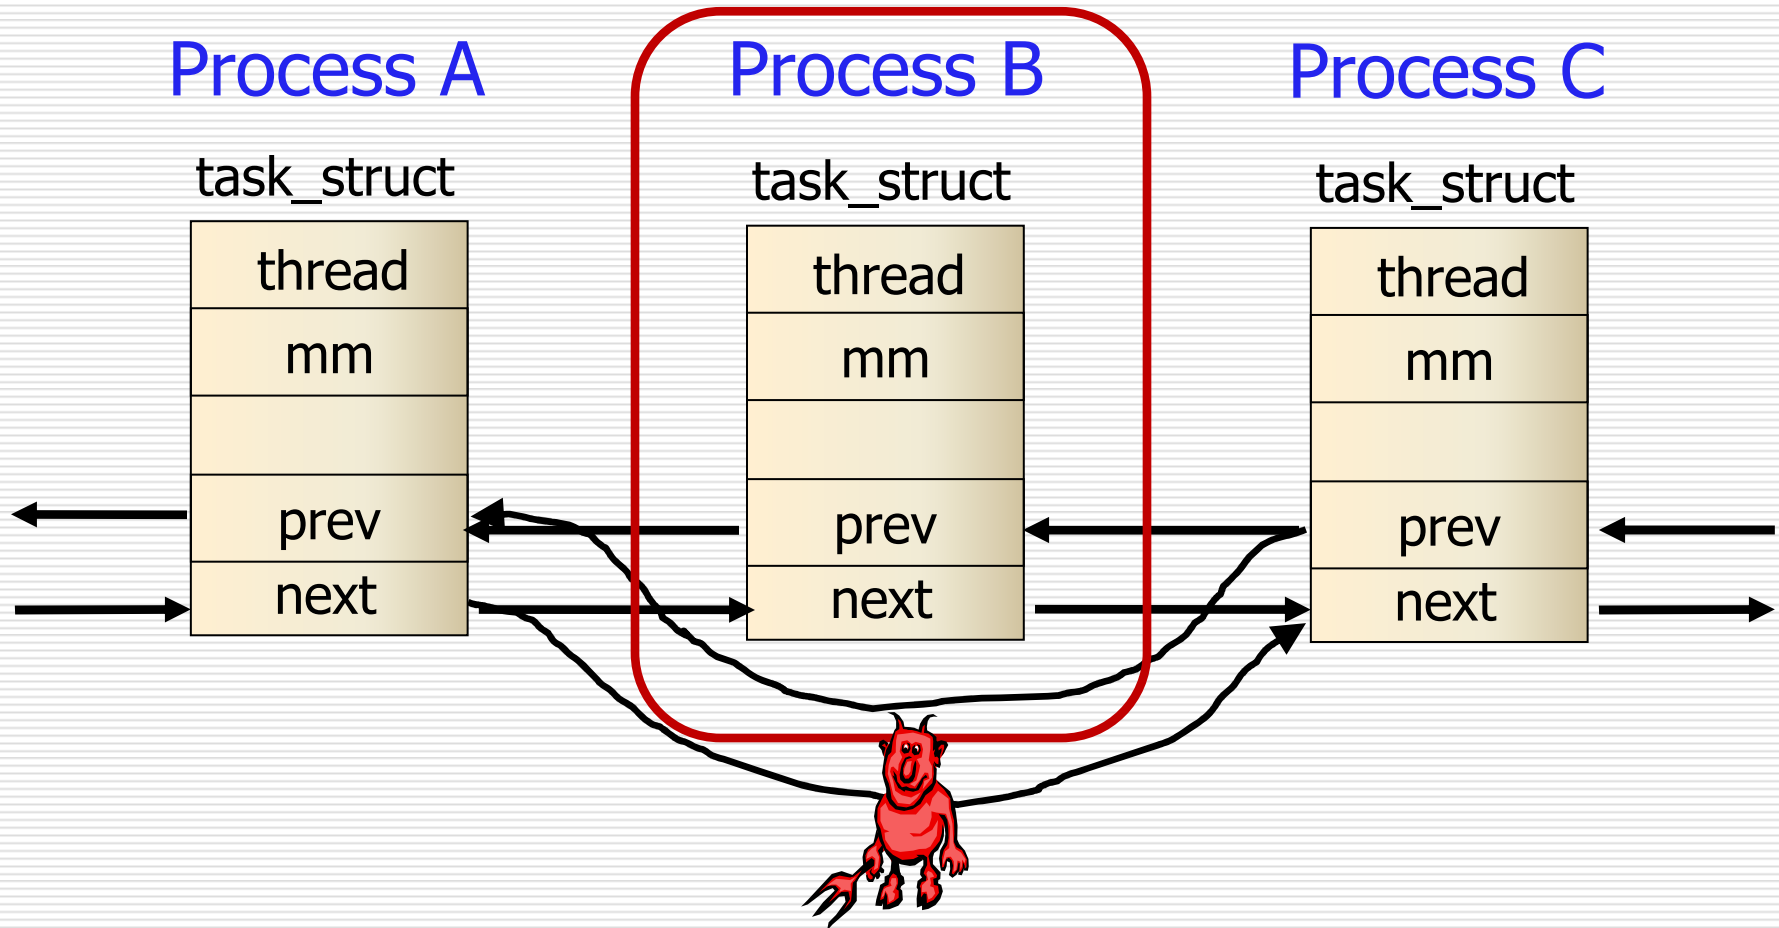 Process A
Process B
Process C
task_struct
task_struct
task_struct
thread
mm
prev
next
thread
mm
prev
next
thread
mm
prev
next